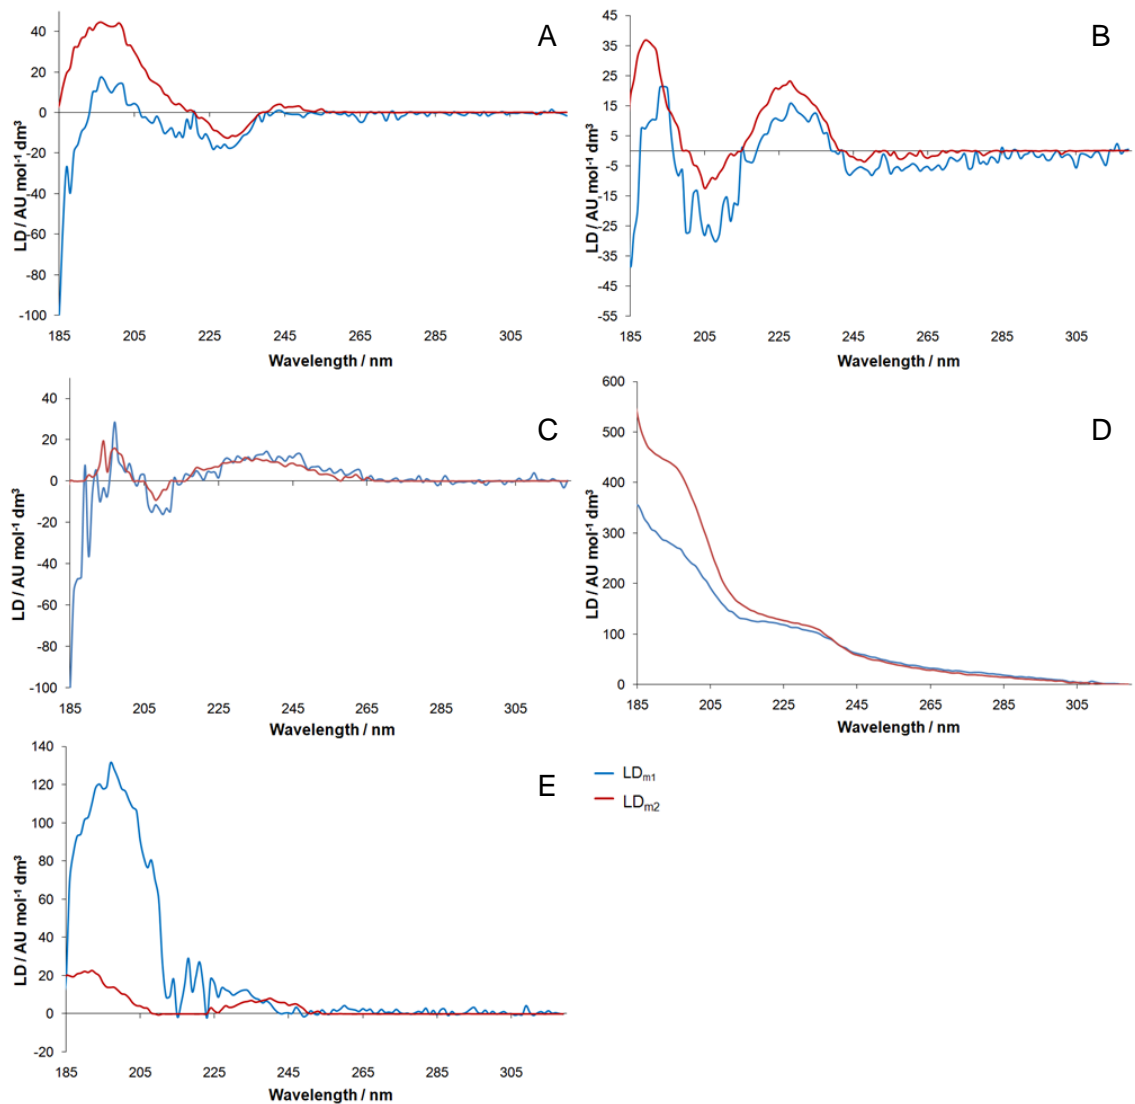 A
LD / AU mol-1 dm3
40
20
0
-20
-40
-60
-80
-100
185 205 225 245 265 285 305
Wavelength / nm
B
LD / AU mol-1 dm3
45
35
25
15
5
-5
-15
-25
-35
-45
-55
185 205 225 245 265 285 305
Wavelength / nm
C
LD / AU mol-1 dm3
40
20
0
-20
-40
-60
-80
-100
185 205 225 245 265 285 305
Wavelength / nm
D
LD / AU mol-1 dm3
600
500
400
300
200
100
0
185 205 225 245 265 285 305
Wavelength / nm
E
LD / AU mol-1 dm3
140
120
100
80
60
40
20
0
-20
185 205 225 245 265 285 305
Wavelength / nm
LDm1
LDm2